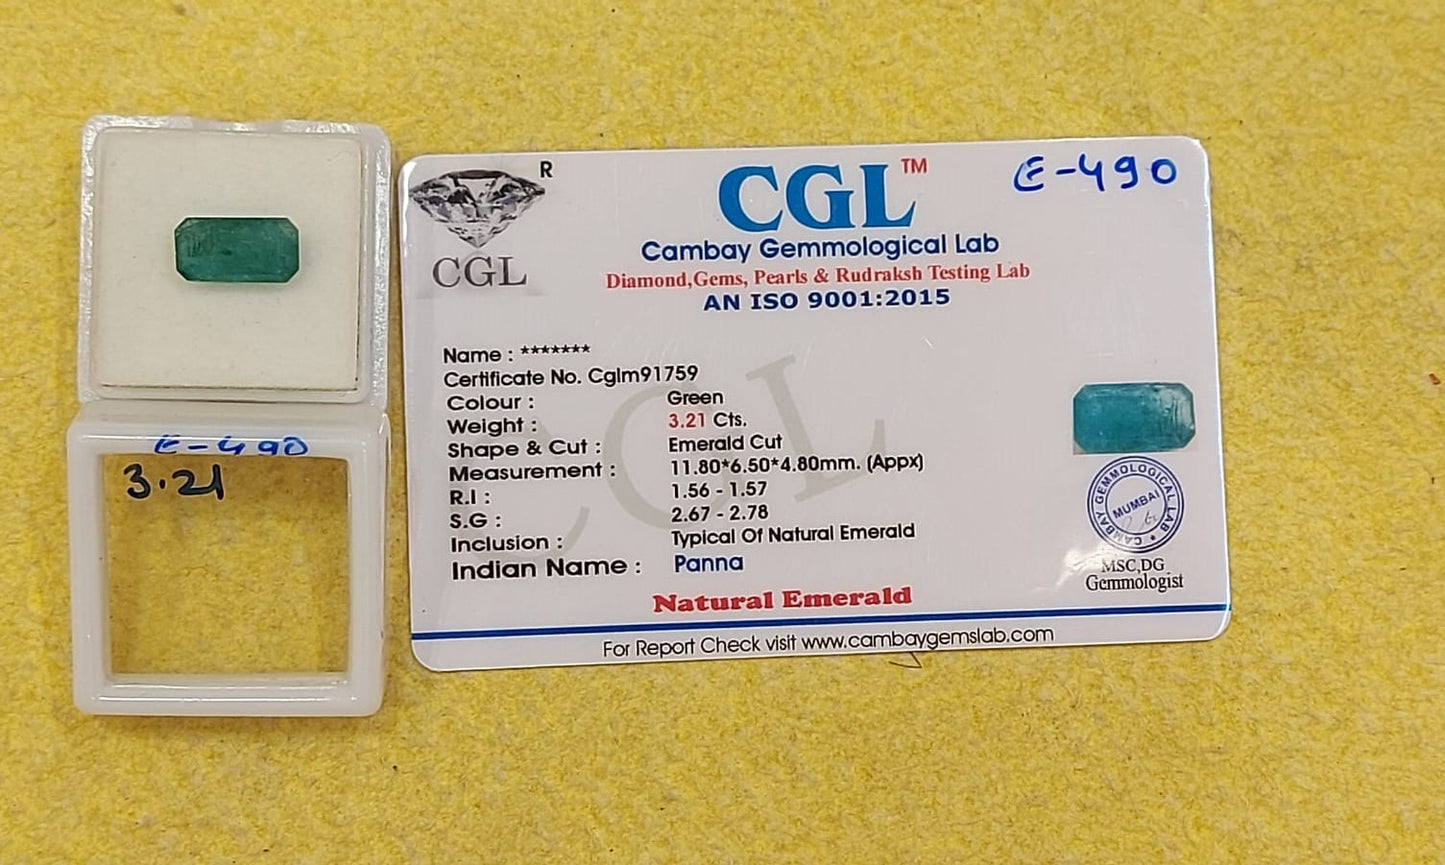 E-490
3.21
R
CGL
CGL™
E-490
Cambay Gemmological Lab
Diamond,Gems, Pearls & Rudraksh Testing Lab
AN ISO 9001:2015
Name : *******
Certificate No. Cglm91759
Colour : Green
Weight : 3.21 Cts.
Shape & Cut : Emerald Cut
Measurement : 11.80*6.50*4.80mm. (Appx)
R.I : 1.56 - 1.57
S.G : 2.67 - 2.78
Inclusion : Typical Of Natural Emerald
Indian Name : Panna
Natural Emerald
For Report Check visit www.cambaygemslab.com
CGL
CAMBAY GEMMOLOGICAL LAB
MUMBAI
MSC,DG
Gemmologist